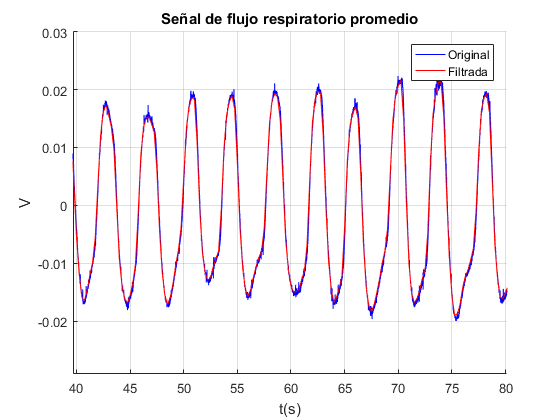 Señal de flujo respiratorio promedio
0.03
Original
Filtrada
0.02
0.01
0
-0.01
-0.02
V
40 45 50 55 60 65 70 75 80
t(s)